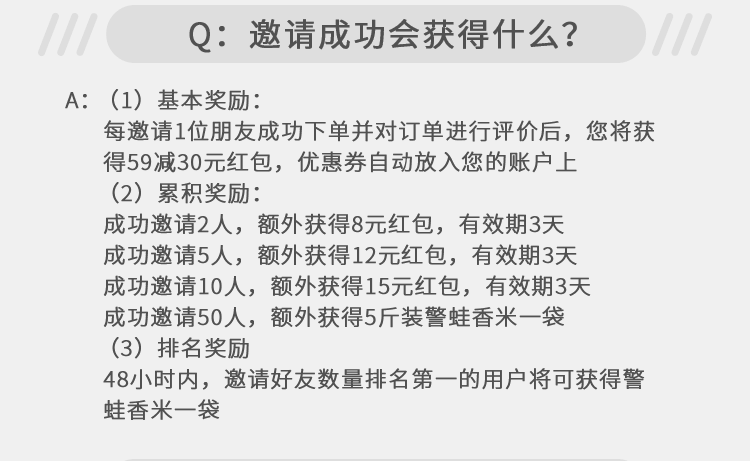 Q：邀请成功会获得什么？
A：（1）基本奖励：
每邀请1位朋友成功下单并对订单进行评价后，您将获
得59减30元红包，优惠券自动放入您的账户上
（2）累积奖励：
成功邀请2人，额外获得8元红包，有效期3天
成功邀请5人，额外获得12元红包，有效期3天
成功邀请10人，额外获得15元红包，有效期3天
成功邀请50人，额外获得5斤装警蛙香米一袋
（3）排名奖励
48小时内，邀请好友数量排名第一的用户将可获得警
蛙香米一袋